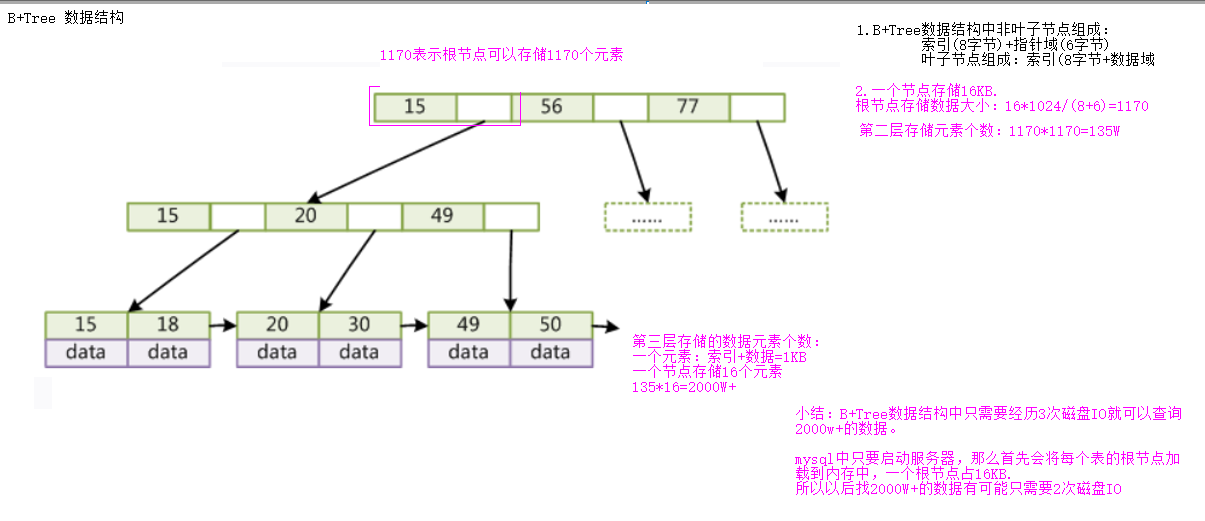 B+Tree 数据结构
1.B+Tree数据结构中非叶子节点组成:
索引(8字节)+指针域(6字节)
叶子节点组成: 索引(8字节+数据域
1170表示根节点可以存储1170个元素
2.一个节点存储16KB.
根节点存储数据大小: 16*1024/(8+6)=1170
第二层存储元素个数: 1170*1170=135W
15 56 77
15 20 49
......
......
15 18 20 30 49 50
data data data data data data
第三层存储的数据元素个数:
一个元素: 索引+数据=1KB
一个节点存储16个元素
135*16=2000W+
小结: B+Tree数据结构中只需要经历3次磁盘IO就可以查询
2000w+的数据。
mysql中只要启动服务器, 那么首先会将每个表的根节点加
载到内存中, 一个根节点占16KB.
所以以后找2000W+的数据有可能只需要2次磁盘IO